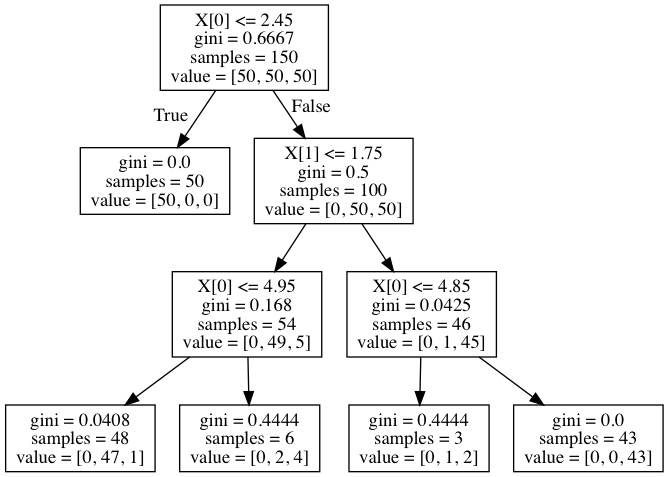 X[0] <= 2.45
gini = 0.6667
samples = 150
value = [50, 50, 50]
True
False
gini = 0.0
samples = 50
value = [50, 0, 0]
X[1] <= 1.75
gini = 0.5
samples = 100
value = [0, 50, 50]
X[0] <= 4.95
gini = 0.168
samples = 54
value = [0, 49, 5]
X[0] <= 4.85
gini = 0.0425
samples = 46
value = [0, 1, 45]
gini = 0.0408
samples = 48
value = [0, 47, 1]
gini = 0.4444
samples = 6
value = [0, 2, 4]
gini = 0.4444
samples = 3
value = [0, 1, 2]
gini = 0.0
samples = 43
value = [0, 0, 43]